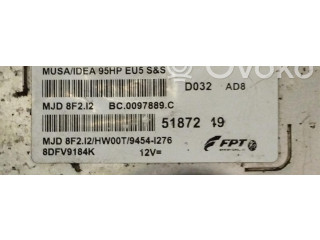 MUSA/IDEA 95HP EU5 S&S
D032 AD8
MJD 8F2.I2 BC.0097889.C
51872 19
MJD 8F2.I2/HW00T/9454-I276
8DFV9184K 12V=
FPT